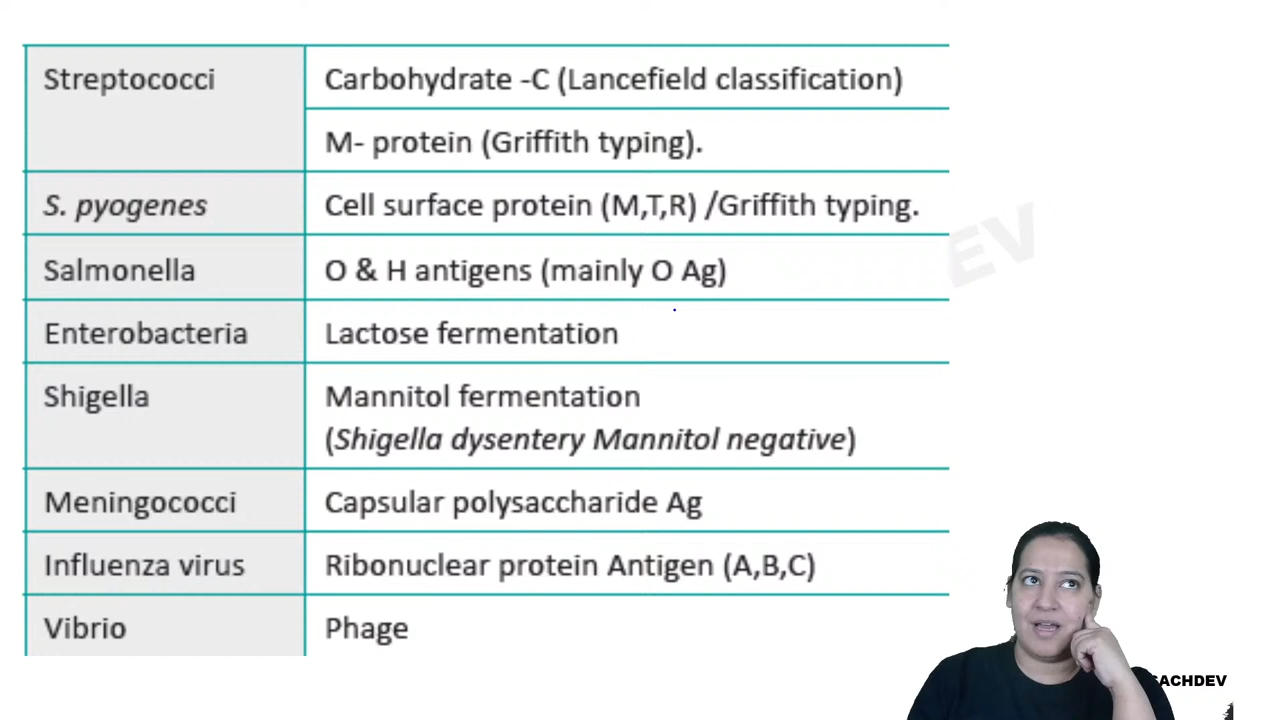 Streptococci
Carbohydrate -C (Lancefield classification)
M- protein (Griffith typing).
S. pyogenes
Cell surface protein (M,T,R) /Griffith typing.
Salmonella
O & H antigens (mainly O Ag)
Enterobacteria
Lactose fermentation
Shigella
Mannitol fermentation
(Shigella dysentery Mannitol negative)
Meningococci
Capsular polysaccharide Ag
Influenza virus
Ribonuclear protein Antigen (A,B,C)
Vibrio
Phage
EV
SACHDEV